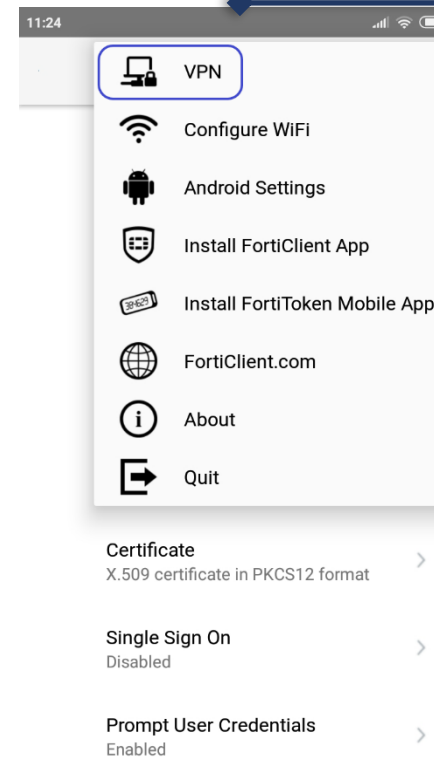 11:24
VPN
Configure WiFi
Android Settings
Install FortiClient App
384629
Install FortiToken Mobile App
FortiClient.com
i
About
Quit
Certificate
X.509 certificate in PKCS12 format
Single Sign On
Disabled
Prompt User Credentials
Enabled